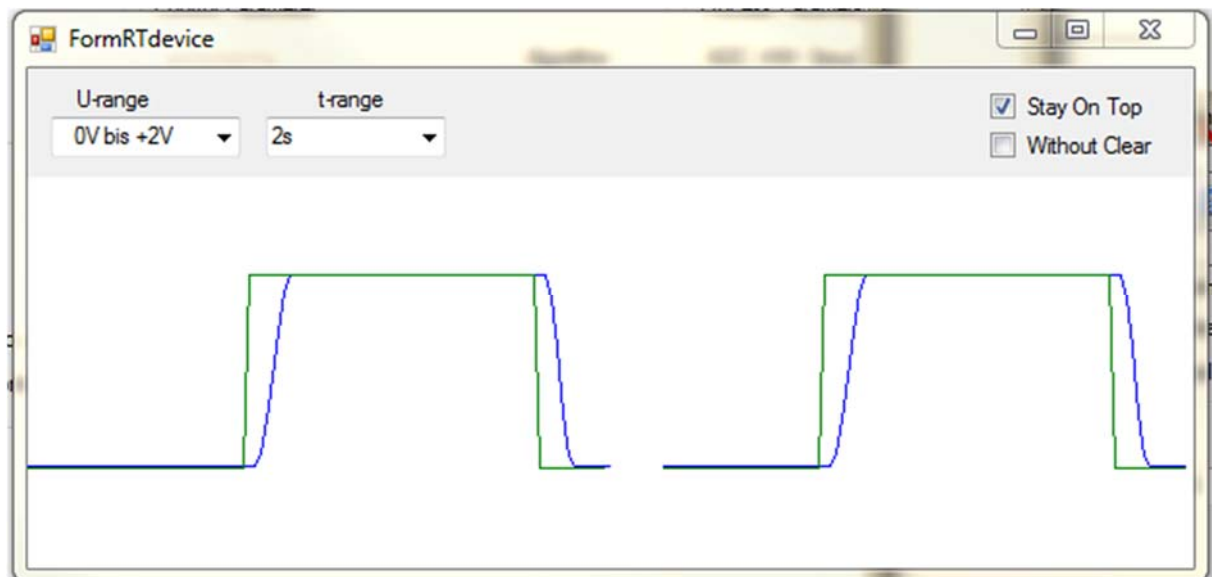 FormRTdevice
U-range
t-range
0V bis +2V
2s
Stay On Top
Without Clear